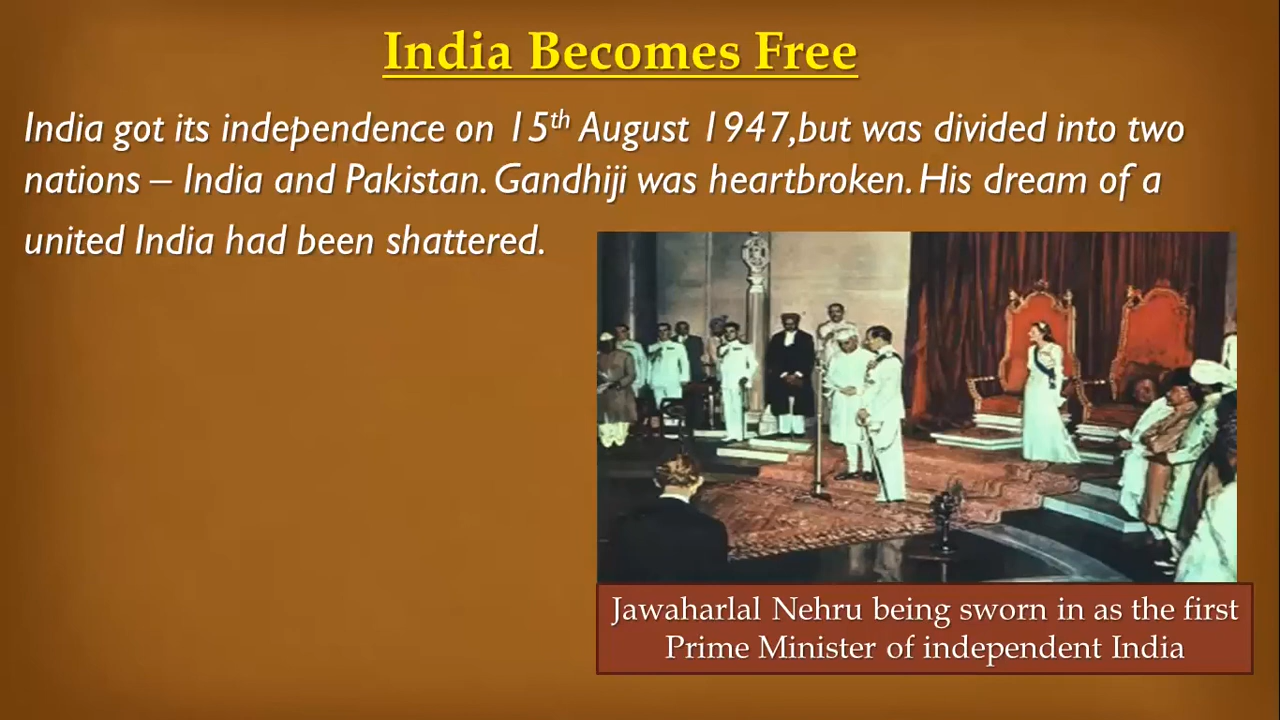 India Becomes Free
India got its independence on 15th August 1947,but was divided into two
nations – India and Pakistan. Gandhiji was heartbroken. His dream of a
united India had been shattered.
Jawaharlal Nehru being sworn in as the first
Prime Minister of independent India